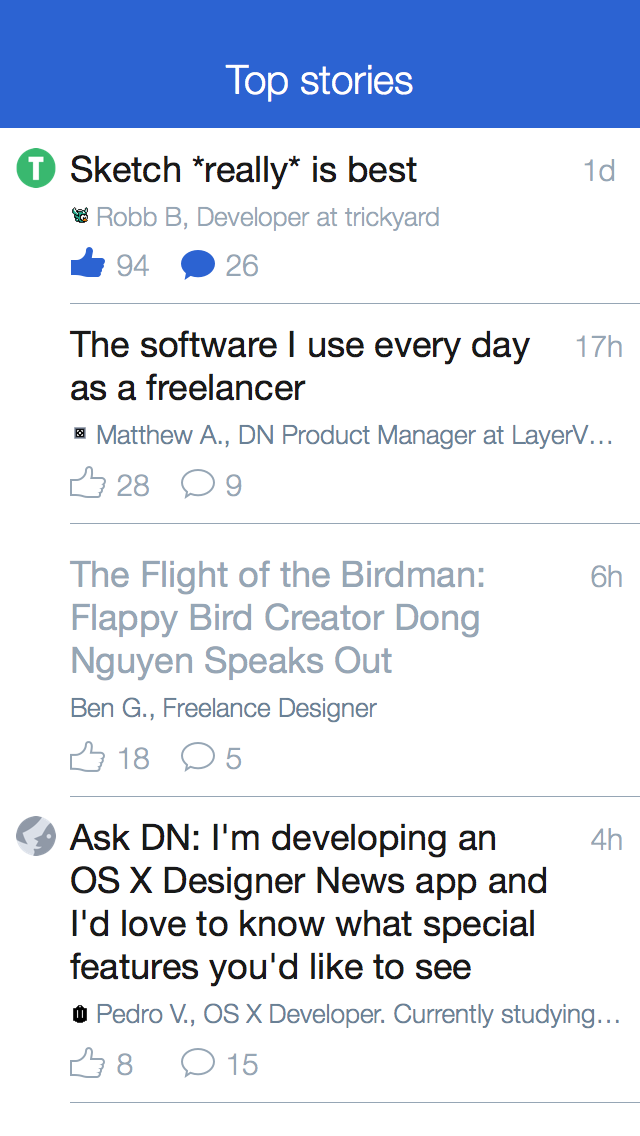 Top stories
T
Sketch *really* is best
1d
Robb B, Developer at trickyard
94
26
The software I use every day
17h
as a freelancer
Matthew A., DN Product Manager at LayerV...
28
9
The Flight of the Birdman:
6h
Flappy Bird Creator Dong
Nguyen Speaks Out
Ben G., Freelance Designer
18
5
Ask DN: I'm developing an
4h
OS X Designer News app and
I'd love to know what special
features you'd like to see
Pedro V., OS X Developer. Currently studying...
8
15